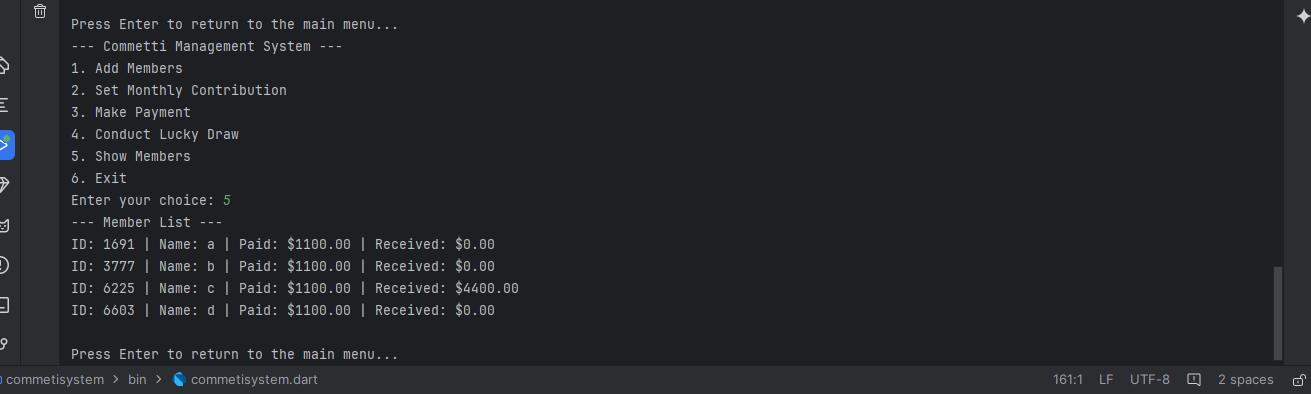 Press Enter to return to the main menu...
--- Commetti Management System ---
1. Add Members
2. Set Monthly Contribution
3. Make Payment
4. Conduct Lucky Draw
5. Show Members
6. Exit
Enter your choice: 5
--- Member List ---
ID: 1691 | Name: a | Paid: $1100.00 | Received: $0.00
ID: 3777 | Name: b | Paid: $1100.00 | Received: $0.00
ID: 6225 | Name: c | Paid: $1100.00 | Received: $4400.00
ID: 6603 | Name: d | Paid: $1100.00 | Received: $0.00
Press Enter to return to the main menu...
commetisystem > bin > commetisystem.dart 161:1 LF UTF-8 2 spaces